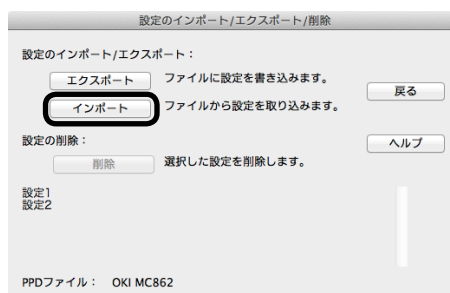 設定のインポート/エクスポート/削除
設定のインポート/エクスポート：
エクスポート ファイルに設定を書き込みます。
戻る
インポート ファイルから設定を取り込みます。
設定の削除：
ヘルプ
削除 選択した設定を削除します。
設定1
設定2
PPDファイル： OKI MC862